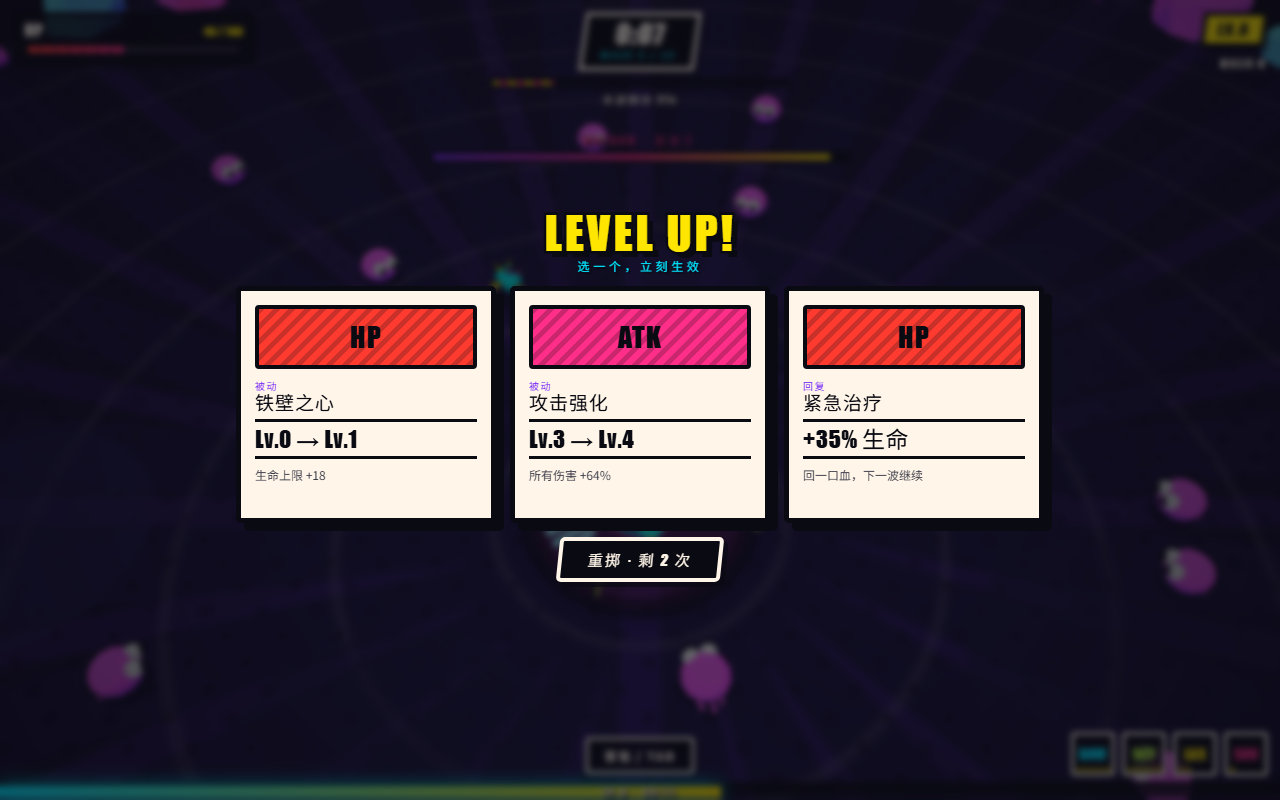 HP
0:07
LEVEL UP!
选一个，立刻生效
HP
被动
铁壁之心
Lv.0 → Lv.1
生命上限 +18
ATK
被动
攻击强化
Lv.3 → Lv.4
所有伤害 +64%
HP
回复
紧急治疗
+35% 生命
回一口血，下一波继续
重掷 · 剩 2 次